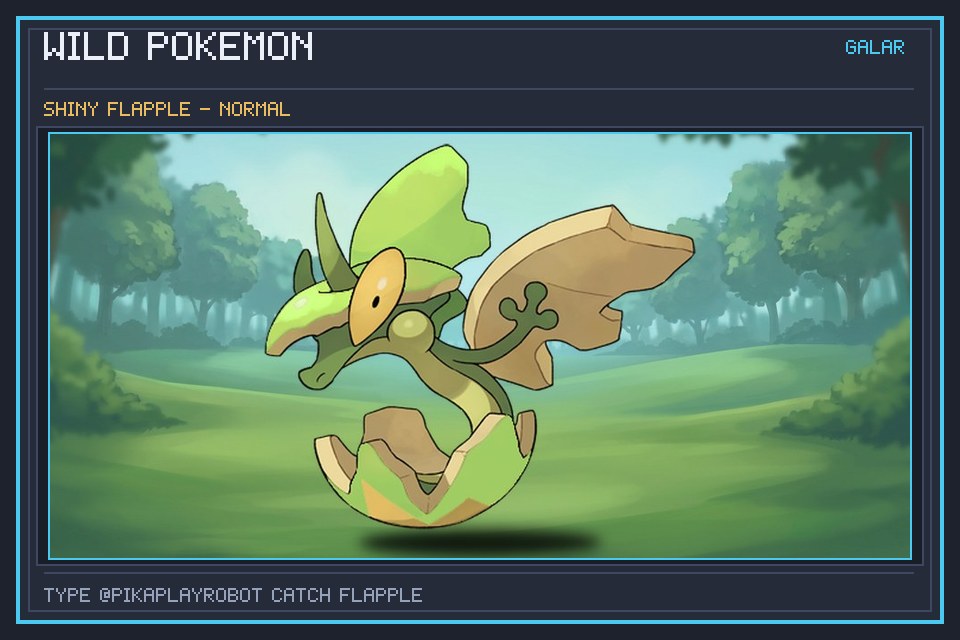 WILD POKEMON
GALAR
SHINY FLAPPLE - NORMAL
TYPE @PIKAPLAYROBOT CATCH FLAPPLE